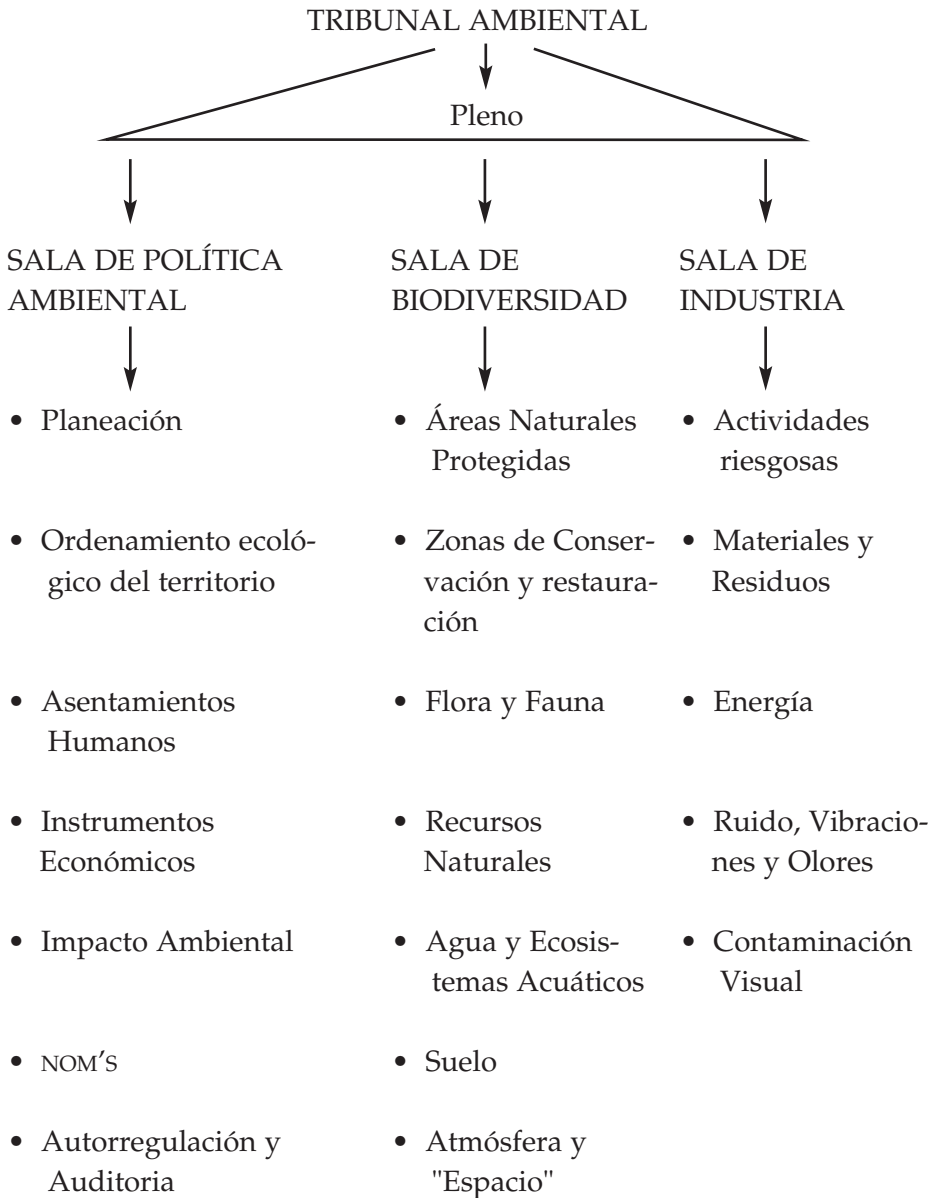 TRIBUNAL AMBIENTAL
Pleno
SALA DE POLÍTICA
AMBIENTAL
• Planeación
• Ordenamiento ecoló-
gico del territorio
• Asentamientos
Humanos
• Instrumentos
Económicos
• Impacto Ambiental
• NOM'S
• Autorregulación y
Auditoria
SALA DE
BIODIVERSIDAD
• Áreas Naturales
Protegidas
• Zonas de Conser-
vación y restaura-
ción
• Flora y Fauna
• Recursos
Naturales
• Agua y Ecosis-
temas Acuáticos
• Suelo
• Atmósfera y
"Espacio"
SALA DE
INDUSTRIA
• Actividades
riesgosas
• Materiales y
Residuos
• Energía
• Ruido, Vibracio-
nes y Olores
• Contaminación
Visual